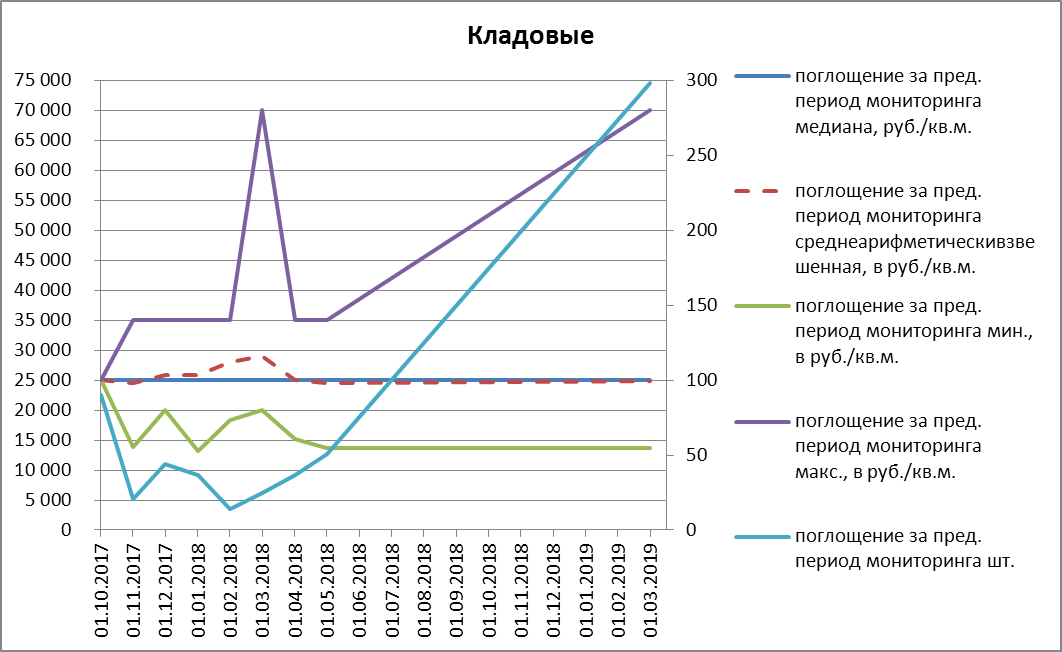 Кладовые
75 000
70 000
65 000
60 000
55 000
50 000
45 000
40 000
35 000
30 000
25 000
20 000
15 000
10 000
5 000
0
300
250
200
150
100
50
0
01.10.2017
01.11.2017
01.12.2017
01.01.2018
01.02.2018
01.03.2018
01.04.2018
01.05.2018
01.06.2018
01.07.2018
01.08.2018
01.09.2018
01.10.2018
01.11.2018
01.12.2018
01.01.2019
01.02.2019
01.03.2019
поглощение за пред.
период мониторинга
медиана, руб./кв.м.
поглощение за пред.
период мониторинга
среднеарифметическивзве
шенная, в руб./кв.м.
поглощение за пред.
период мониторинга мин.,
в руб./кв.м.
поглощение за пред.
период мониторинга
макс., в руб./кв.м.
поглощение за пред.
период мониторинга шт.